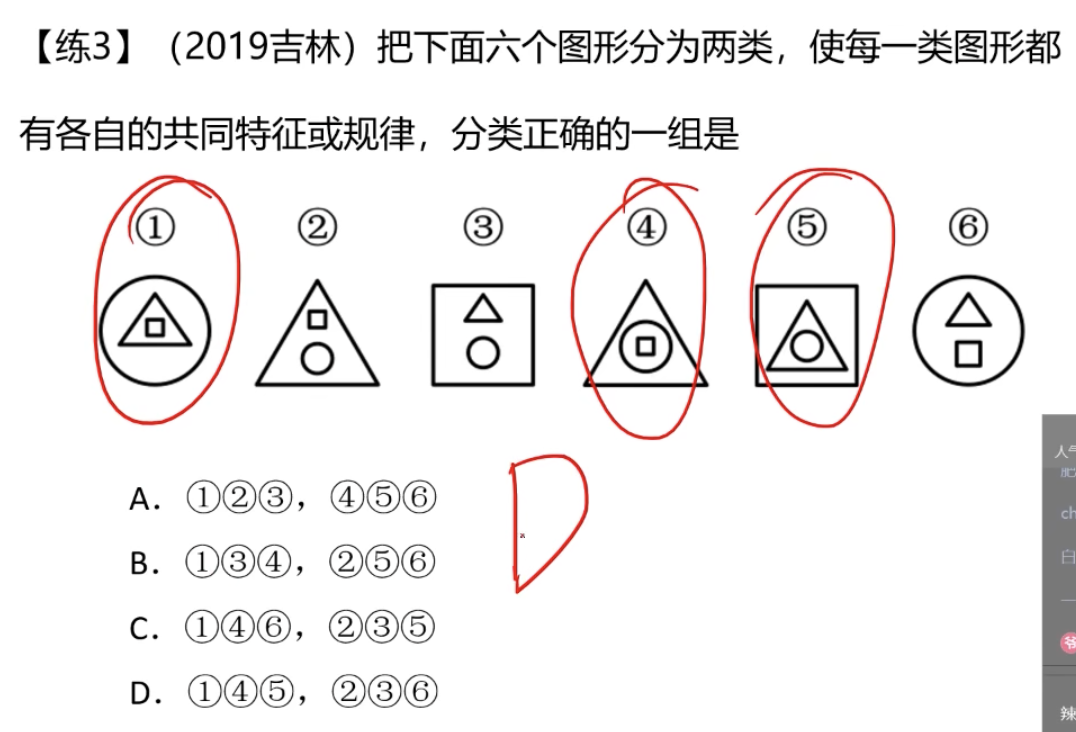 【练3】（2019吉林）把下面六个图形分为两类，使每一类图形都
有各自的共同特征或规律，分类正确的一组是
① ② ③ ④ ⑤ ⑥
A. ①②③，④⑤⑥
B. ①③④，②⑤⑥
C. ①④⑥，②③⑤
D. ①④⑤，②③⑥
D
人气
ch
白
爷
辣